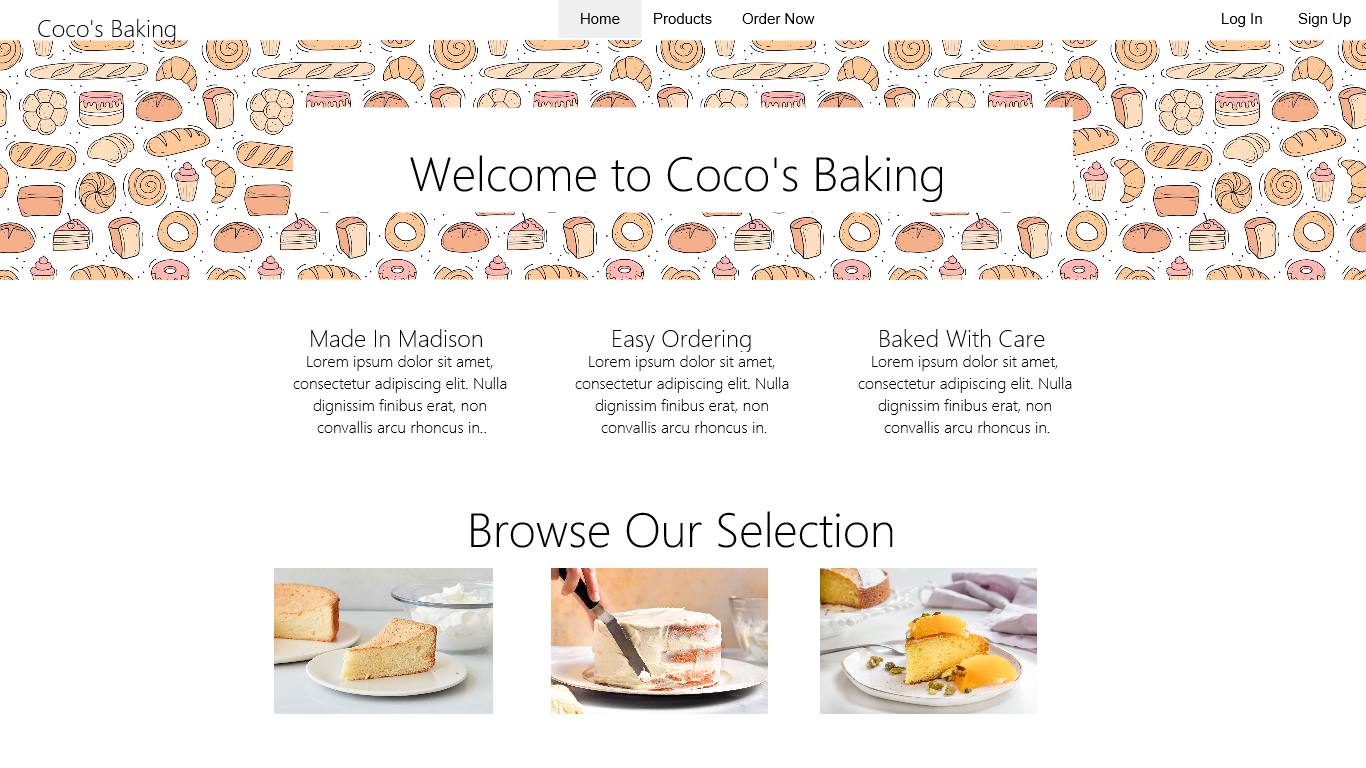 Coco's Baking
Home
Products
Order Now
Log In
Sign Up
Welcome to Coco's Baking
Made In Madison
Lorem ipsum dolor sit amet,
consectetur adipiscing elit. Nulla
dignissim finibus erat, non
convallis arcu rhoncus in..
Easy Ordering
Lorem ipsum dolor sit amet,
consectetur adipiscing elit. Nulla
dignissim finibus erat, non
convallis arcu rhoncus in.
Baked With Care
Lorem ipsum dolor sit amet,
consectetur adipiscing elit. Nulla
dignissim finibus erat, non
convallis arcu rhoncus in.
Browse Our Selection